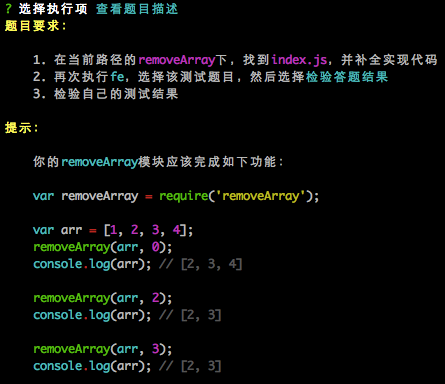 ? 选择执行项 查看题目描述
题目要求：
1. 在当前路径的removeArray下，找到index.js，并补全实现代码
2. 再次执行fe，选择该测试题目，然后选择检验答题结果
3. 检验自己的测试结果
提示：
你的removeArray模块应该完成如下功能：
var removeArray = require('removeArray');
var arr = [1, 2, 3, 4];
removeArray(arr, 0);
console.log(arr); // [2, 3, 4]
removeArray(arr, 2);
console.log(arr); // [2, 3]
removeArray(arr, 3);
console.log(arr); // [2, 3]